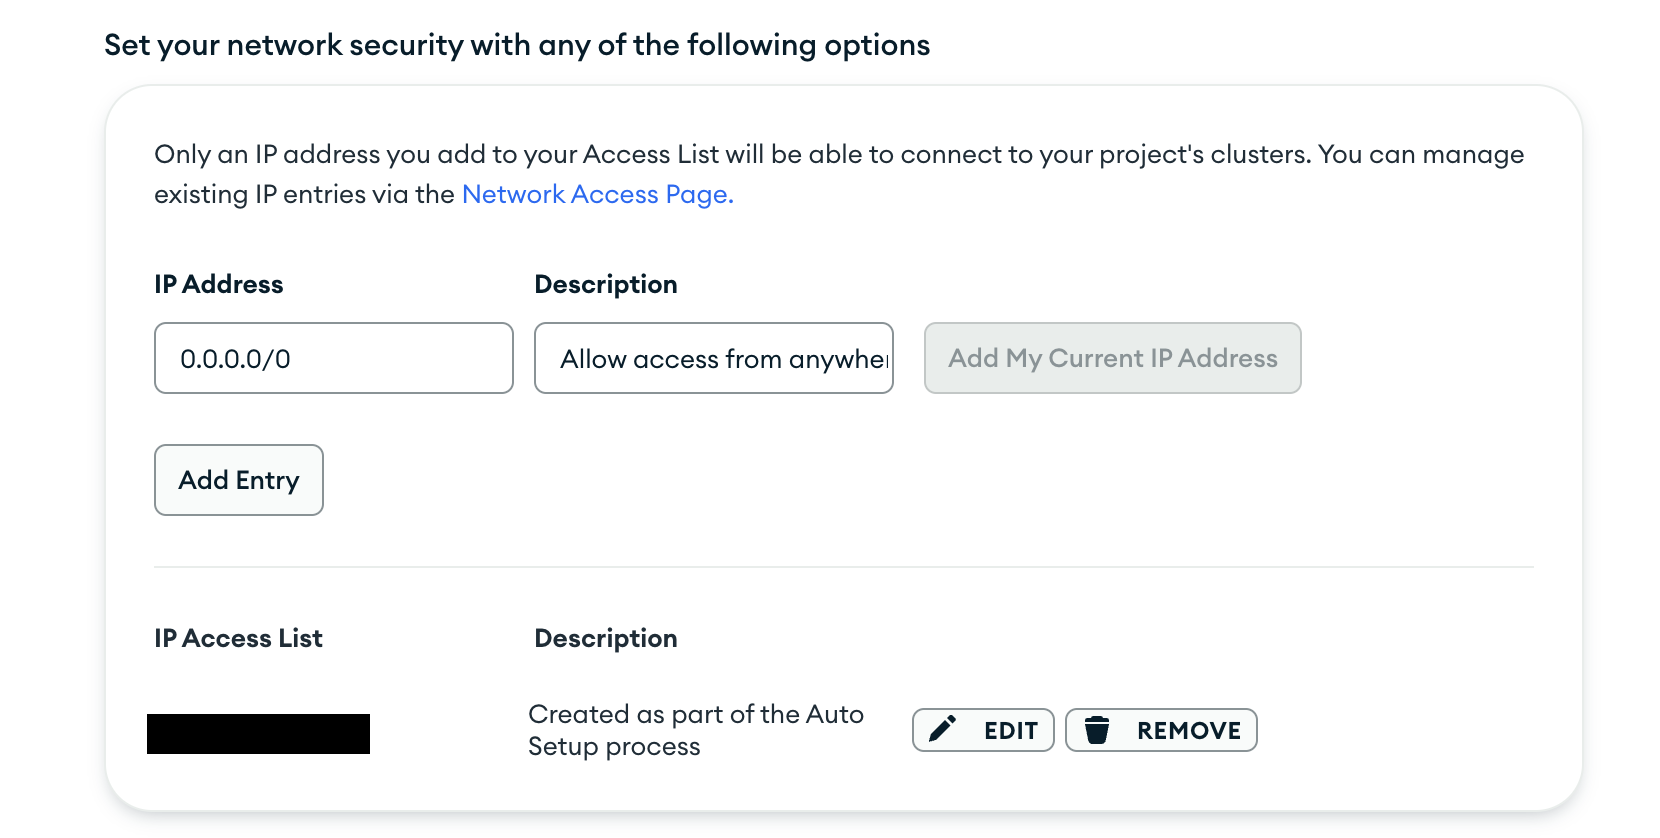 Set your network security with any of the following options
Only an IP address you add to your Access List will be able to connect to your project's clusters. You can manage
existing IP entries via the Network Access Page.
IP Address
Description
0.0.0.0/0
Allow access from anywher
Add My Current IP Address
Add Entry
IP Access List
Description
Created as part of the Auto
Setup process
EDIT
REMOVE